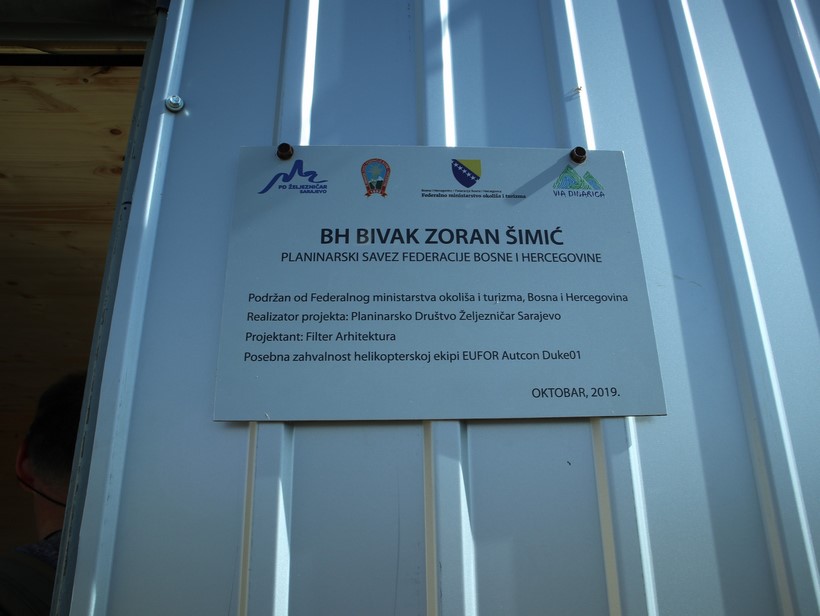 PD ŽELJEZNIČAR
SARAJEVO
Federalno ministarstvo okoliša i turizma
VIA DINARICA
BH BIVAK ZORAN ŠIMIĆ
PLANINARSKI SAVEZ FEDERACIJE BOSNE I HERCEGOVINE
Podržan od Federalnog ministarstva okoliša i turizma, Bosna i Hercegovina
Realizator projekta: Planinarsko Društvo Željezničar Sarajevo
Projektant: Filter Arhitektura
Posebna zahvalnost helikopterskoj ekipi EUFOR Autcon Duke01
OKTOBAR, 2019.